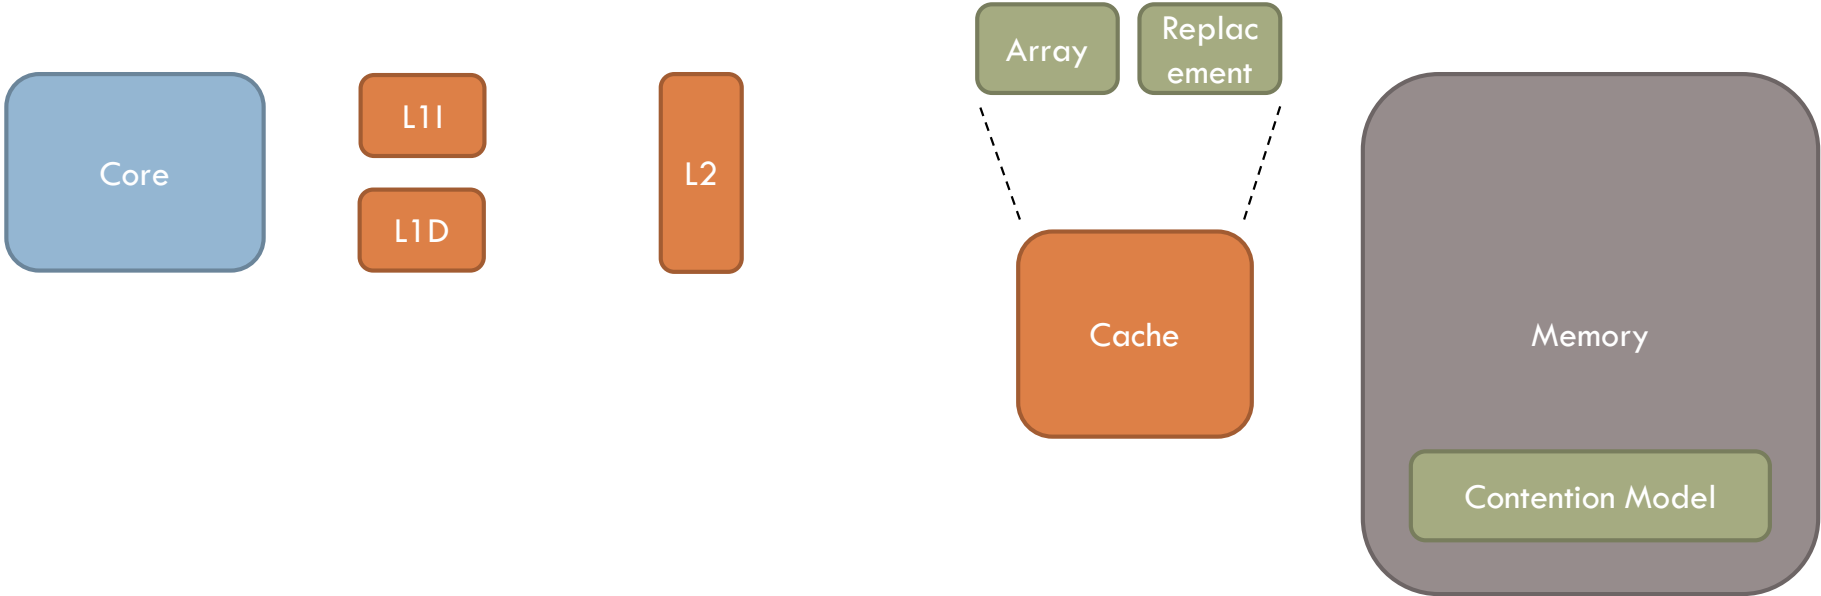 Core
L1I
L1D
L2
Array
Replac
ement
Cache
Memory
Contention Model